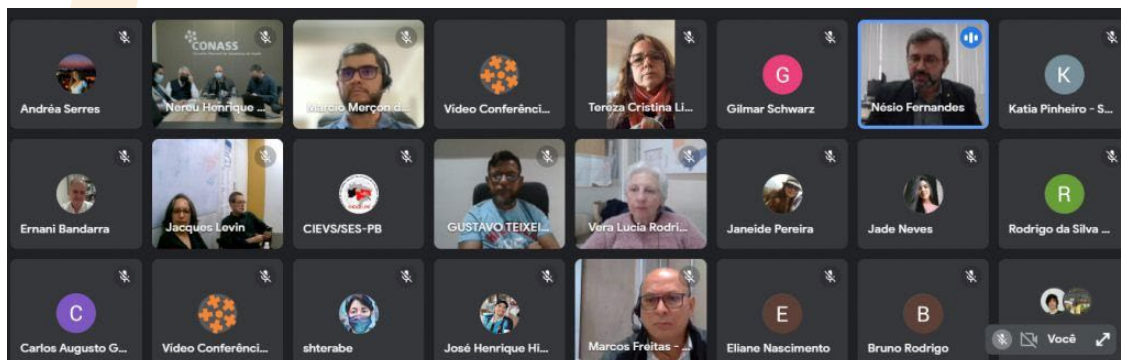 CONASS
Andréa Serres
Nereu Henrique ...
Marcio Merçon d...
Vídeo Conferênci...
Tereza Cristina Li...
G
Gilmar Schwarz
Nésio Fernandes
K
Katia Pinheiro - S...
Ernani Bandarra
Jacques Levin
CIEVS/SES-PB
GUSTAVO TEIXEI...
Vera Lucia Rodri...
Janeide Pereira
Jade Neves
R
Rodrigo da Silva ...
C
Carlos Augusto G...
Vídeo Conferênci...
shterabe
José Henrique Hi...
Marcos Freitas - ...
E
Eliane Nascimento
B
Bruno Rodrigo
Você